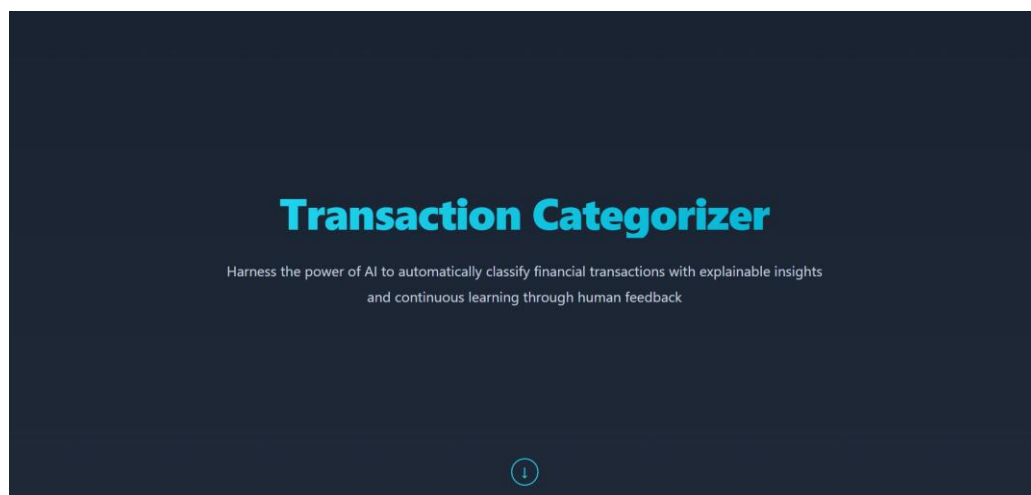 Transaction Categorizer
Harness the power of AI to automatically classify financial transactions with explainable insights
and continuous learning through human feedback
↓